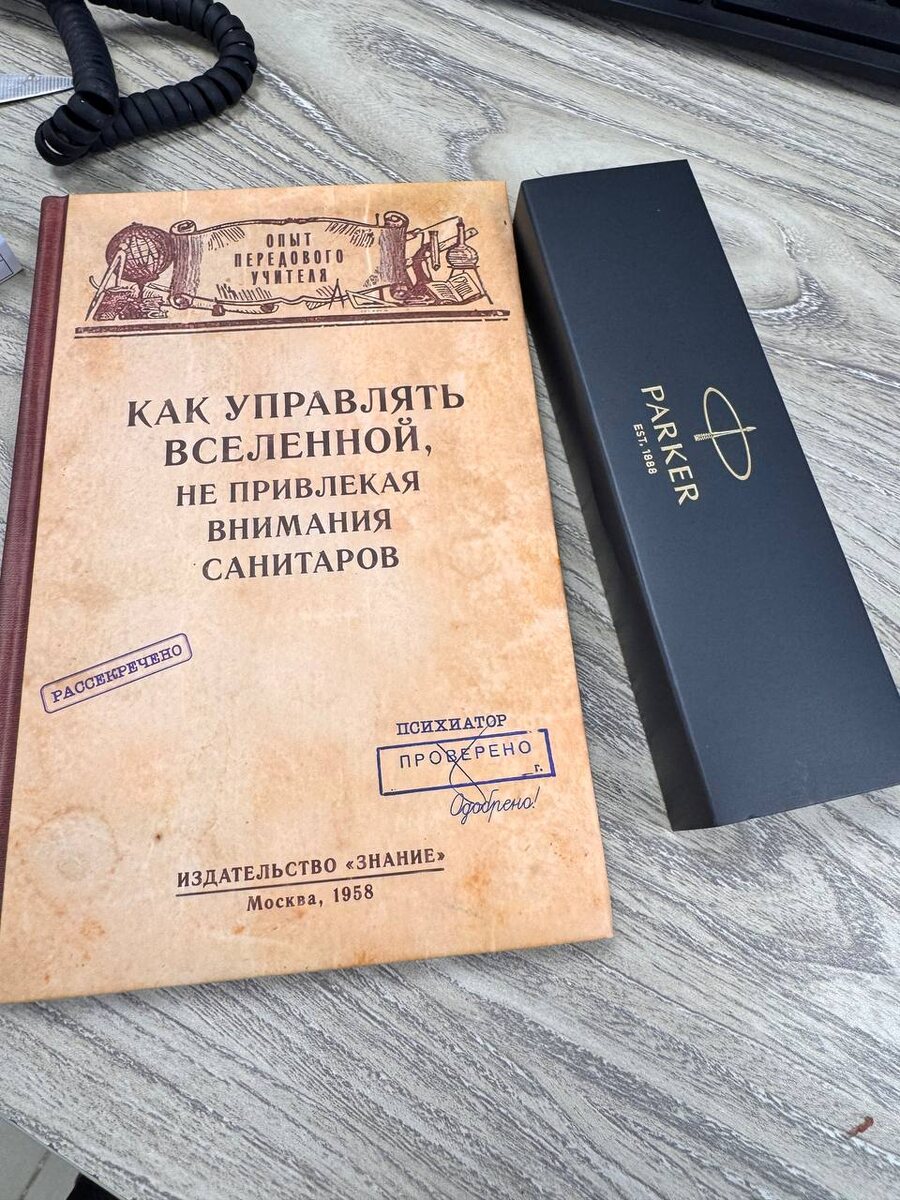 ОПЫТ
ПЕРЕДОВОГО
УЧИТЕЛЯ
КАК УПРАВЛЯТЬ
ВСЕЛЕННОЙ,
НЕ ПРИВЛЕКАЯ
ВНИМАНИЯ
САНИТАРОВ
РАССЕКРЕЧЕНО
ПСИХИАТОР
ПРОВЕРЕНО
г.
Одобрено!
ИЗДАТЕЛЬСТВО «ЗНАНИЕ»
Москва, 1958
PARKER
EST. 1888